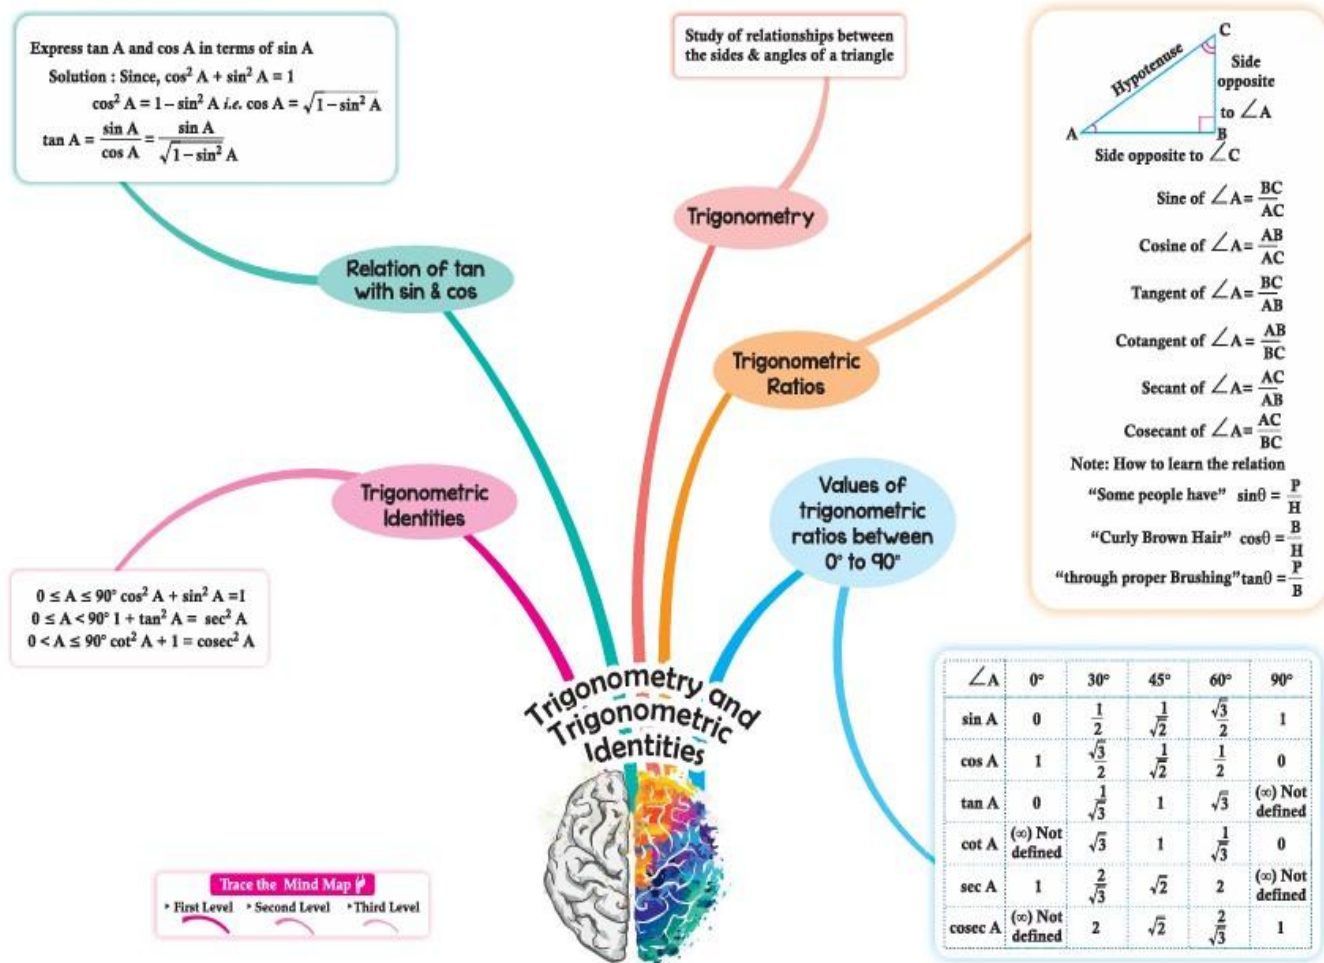 Express tan A and cos A in terms of sin A
Solution : Since, cos² A + sin² A = 1
cos² A = 1 – sin² A i.e. cos A = √(1 – sin² A)
tan A = sin A / cos A = sin A / √(1 – sin²) A
Relation of tan
with sin & cos
Study of relationships between
the sides & angles of a triangle
Trigonometry
C
Hypotenuse
Side
opposite
to ∠A
A
B
Side opposite to ∠C
Sine of ∠A= BC/AC
Cosine of ∠A= AB/AC
Tangent of ∠A= BC/AB
Cotangent of ∠A = AB/BC
Secant of ∠A= AC/AB
Cosecant of ∠A= AC/BC
Note: How to learn the relation
“Some people have” sinθ = P/H
“Curly Brown Hair” cosθ = B/H
“through proper Brushing” tanθ = P/B
Trigonometric
Ratios
Trigonometric
Identities
0 ≤ A ≤ 90° cos² A + sin² A =1
0 ≤ A < 90° 1 + tan² A = sec² A
0 < A ≤ 90° cot² A + 1 = cosec² A
Values of
trigonometric
ratios between
0° to 90°
∠A 0° 30° 45° 60° 90°
sin A 0 1/2 1/√2 √3/2 1
cos A 1 √3/2 1/√2 1/2 0
tan A 0 1/√3 1 √3 (∞) Not defined
cot A (∞) Not defined √3 1 1/√3 0
sec A 1 2/√3 √2 2 (∞) Not defined
cosec A (∞) Not defined 2 √2 2/√3 1
Trigonometry and
Trigonometric
Identities
Trace the Mind Map
‣ First Level ‣ Second Level ‣ Third Level